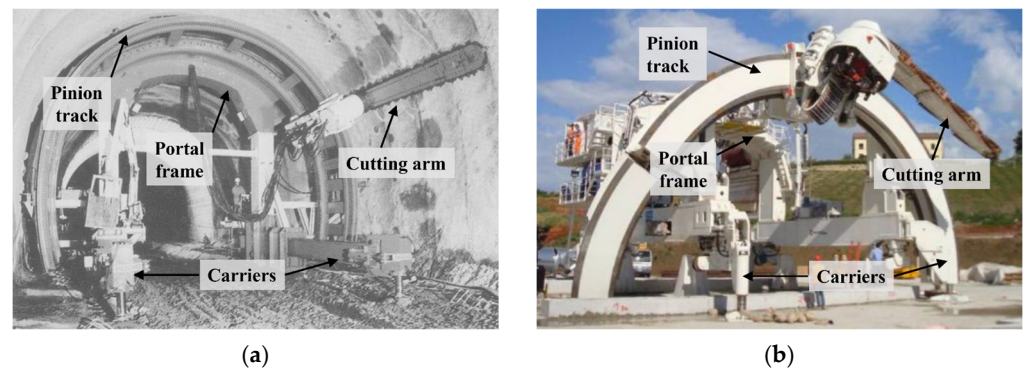 Pinion
track
Portal
frame
Cutting arm
Carriers
(a)
Pinion
track
Portal
frame
Cutting arm
Carriers
(b)